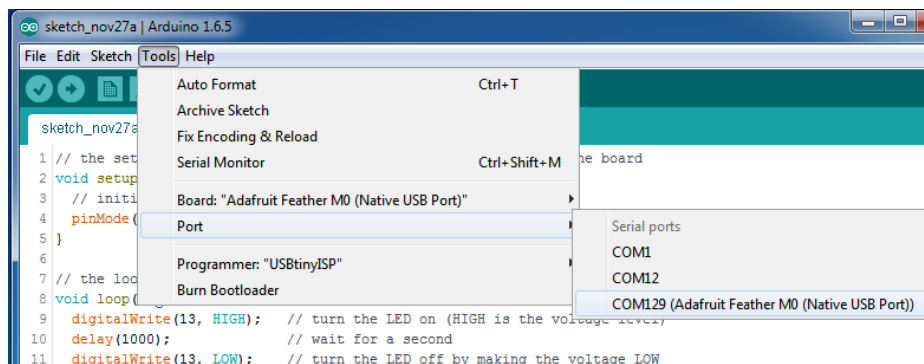 sketch_nov27a | Arduino 1.6.5
File Edit Sketch Tools Help
Auto Format Ctrl+T
Archive Sketch
Fix Encoding & Reload
Serial Monitor Ctrl+Shift+M
Board: "Adafruit Feather M0 (Native USB Port)"
Port
Programmer: "USBtinyISP"
Burn Bootloader
Serial ports
COM1
COM12
COM129 (Adafruit Feather M0 (Native USB Port))
sketch_nov27a
1 // the set board
2 void setup
3 // initi
4 pinMode(
5 }
6
7 // the loo
8 void loop(
9 digitalWrite(13, HIGH); // turn the LED on (HIGH is the voltage level)
10 delay(1000); // wait for a second
11 digitalWrite(13, LOW); // turn the LED off by making the voltage LOW